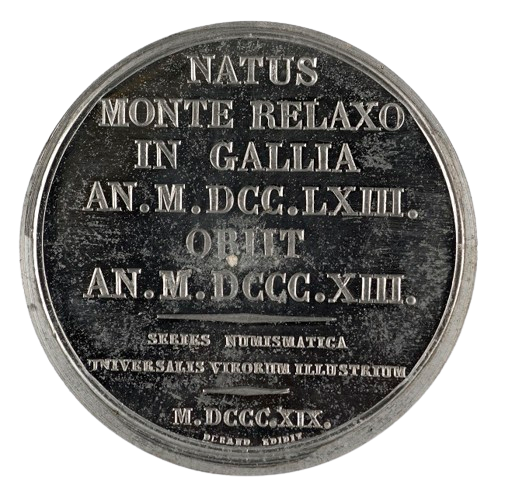 NATUS
MONTE RELAXO
IN GALLIA
AN. M. DCC. LXIII.
OBIIT
AN. M. DCCC. XIII.
SERIES NUMISMATICA
UNIVERSALIS VIRORUM ILLUSTRIUM
M. DCCC. XIX.
DURAND EDIDIT